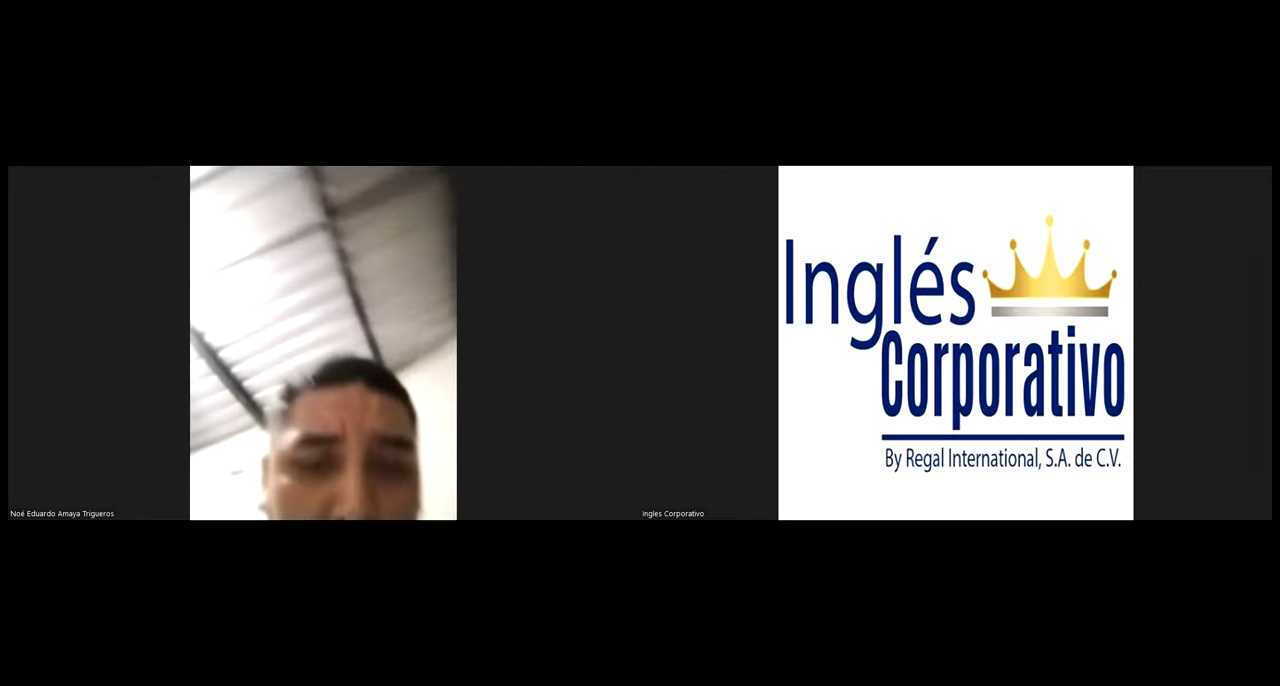 Inglés
Corporativo
By Regal International, S.A. de C.V.
Noé Eduardo Amaya Trigueros
Ingles Corporativo